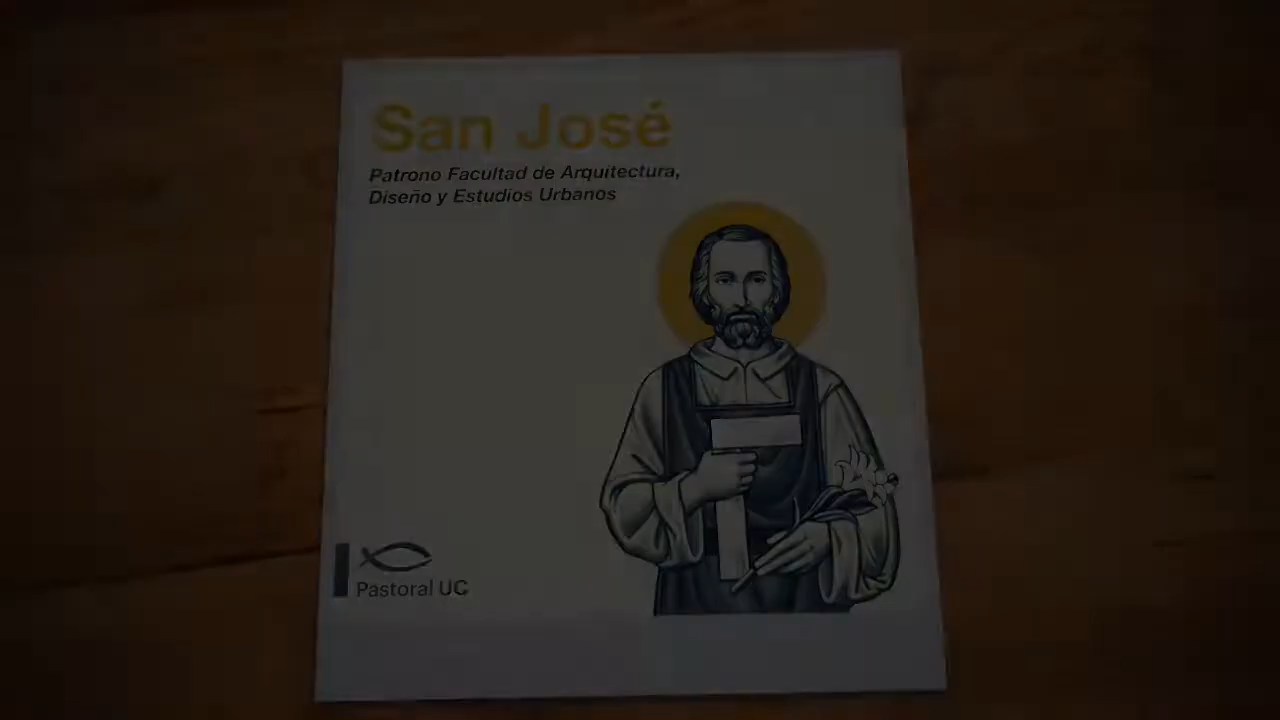 San José
Patrono Facultad de Arquitectura,
Diseño y Estudios Urbanos
Pastoral UC